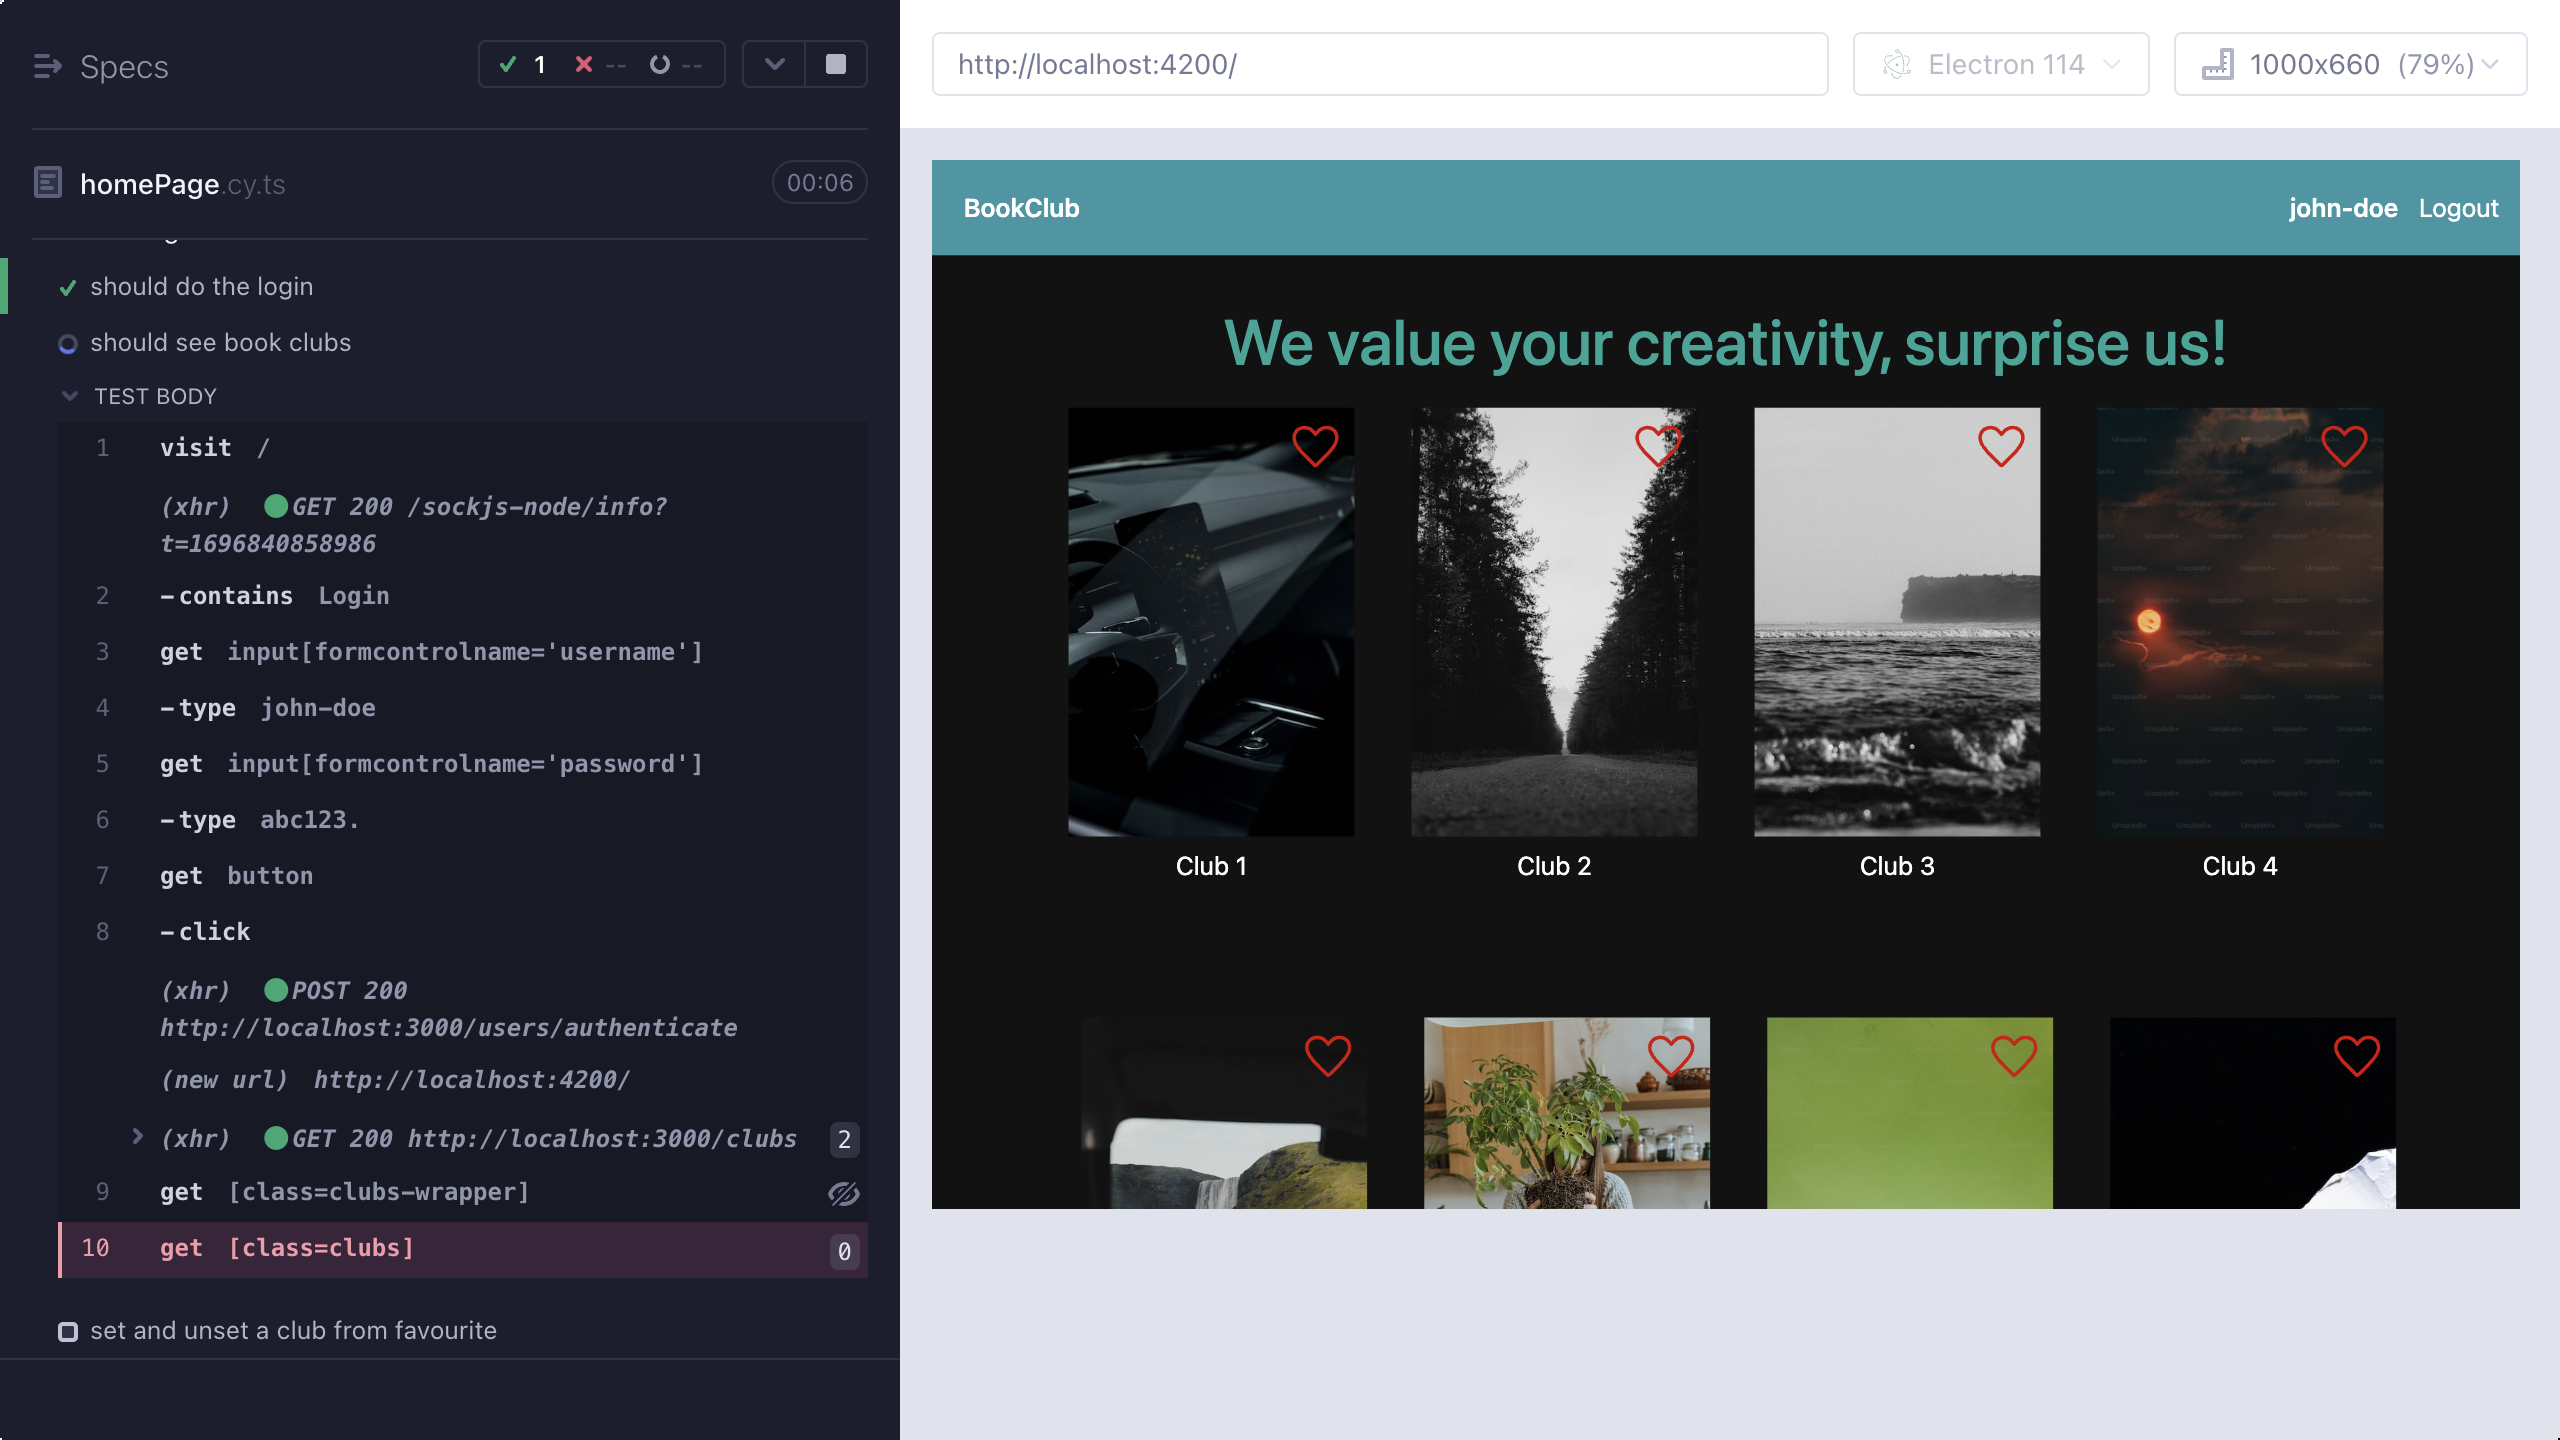 Specs
1 -- --
homePage.cy.ts 00:06
should do the login
should see book clubs
TEST BODY
1 visit /
(xhr) GET 200 /sockjs-node/info?
t=1696840858986
2 -contains Login
3 get input[formcontrolname='username']
4 -type john-doe
5 get input[formcontrolname='password']
6 -type abc123.
7 get button
8 -click
(xhr) POST 200
http://localhost:3000/users/authenticate
(new url) http://localhost:4200/
(xhr) GET 200 http://localhost:3000/clubs 2
9 get [class=clubs-wrapper]
10 get [class=clubs] 0
set and unset a club from favourite
http://localhost:4200/
Electron 114
1000x660 (79%)
BookClub
john-doe Logout
We value your creativity, surprise us!
Club 1
Club 2
Club 3
Club 4